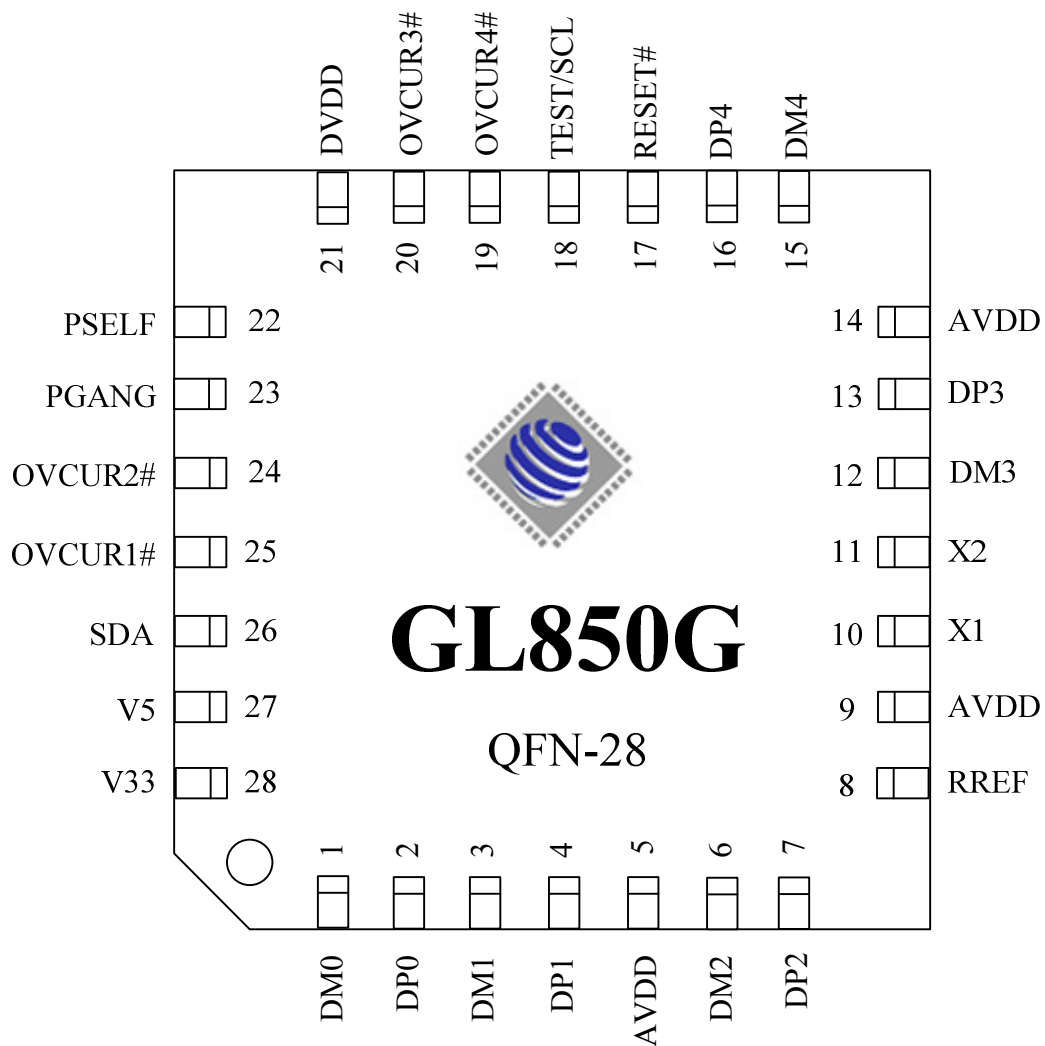 DVDD
OVCUR3#
OVCUR4#
TEST/SCL
RESET#
DP4
DM4
21
20
19
18
17
16
15
PSELF 22
14 AVDD
PGANG 23
13 DP3
OVCUR2# 24
12 DM3
OVCUR1# 25
11 X2
SDA 26
10 X1
V5 27
9 AVDD
V33 28
8 RREF
GL850G
QFN-28
1
2
3
4
5
6
7
DM0
DP0
DM1
DP1
AVDD
DM2
DP2